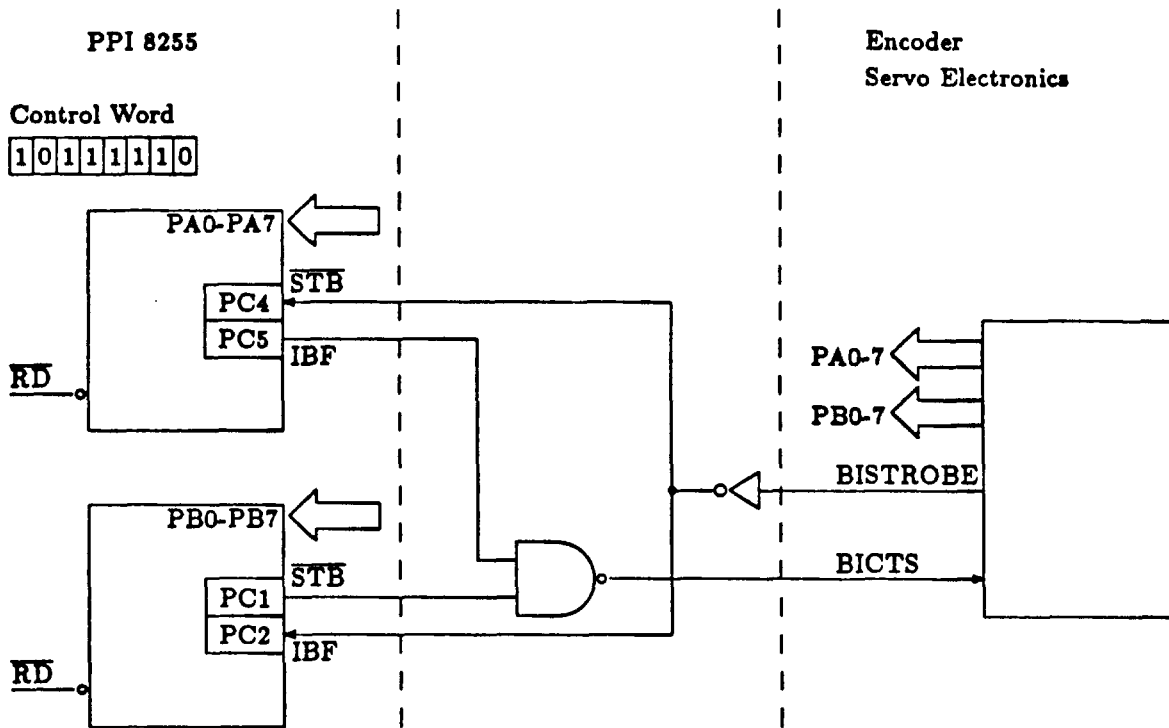 PPI 8255
Encoder
Servo Electronics
Control Word
1 0 1 1 1 1 1 0
PA0-PA7
STB
PC4
PC5
IBF
RD
PA0-7
PB0-7
BISTROBE
PB0-PB7
STB
BICTS
PC1
PC2
IBF
RD